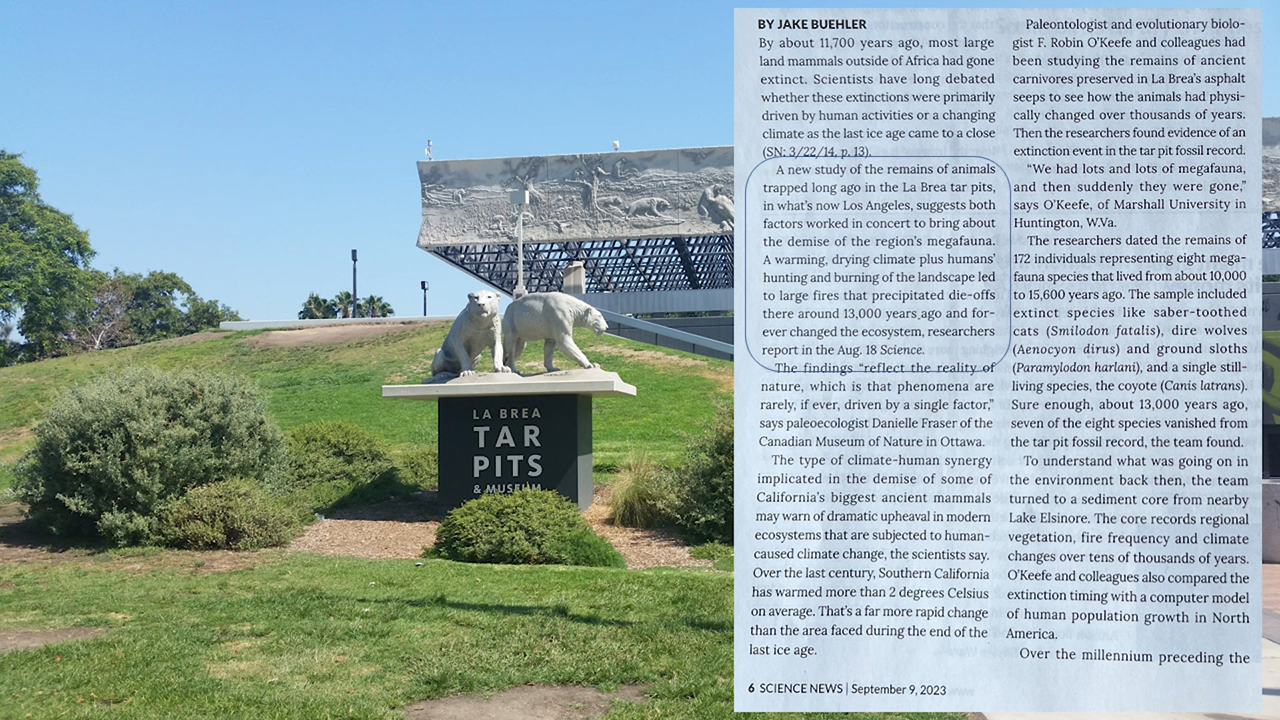 LA BREA
TAR
PITS
& MUSEUM
BY JAKE BUEHLER
By about 11,700 years ago, most large
land mammals outside of Africa had gone
extinct. Scientists have long debated
whether these extinctions were primarily
driven by human activities or a changing
climate as the last ice age came to a close
(SN: 3/22/14, p. 13).
A new study of the remains of animals
trapped long ago in the La Brea tar pits,
in what's now Los Angeles, suggests both
factors worked in concert to bring about
the demise of the region's megafauna.
A warming, drying climate plus humans'
hunting and burning of the landscape led
to large fires that precipitated die-offs
there around 13,000 years ago and for-
ever changed the ecosystem, researchers
report in the Aug. 18 Science.
The findings “reflect the reality of
nature, which is that phenomena are
rarely, if ever, driven by a single factor,”
says paleoecologist Danielle Fraser of the
Canadian Museum of Nature in Ottawa.
The type of climate-human synergy
implicated in the demise of some of
California's biggest ancient mammals
may warn of dramatic upheaval in modern
ecosystems that are subjected to human-
caused climate change, the scientists say.
Over the last century, Southern California
has warmed more than 2 degrees Celsius
on average. That's a far more rapid change
than the area faced during the end of the
last ice age.
Paleontologist and evolutionary biolo-
gist F. Robin O'Keefe and colleagues had
been studying the remains of ancient
carnivores preserved in La Brea's asphalt
seeps to see how the animals had physi-
cally changed over thousands of years.
Then the researchers found evidence of an
extinction event in the tar pit fossil record.
“We had lots and lots of megafauna,
and then suddenly they were gone,”
says O'Keefe, of Marshall University in
Huntington, W.Va.
The researchers dated the remains of
172 individuals representing eight mega-
fauna species that lived from about 10,000
to 15,600 years ago. The sample included
extinct species like saber-toothed
cats (Smilodon fatalis), dire wolves
(Aenocyon dirus) and ground sloths
(Paramylodon harlani), and a single still-
living species, the coyote (Canis latrans).
Sure enough, about 13,000 years ago,
seven of the eight species vanished from
the tar pit fossil record, the team found.
To understand what was going on in
the environment back then, the team
turned to a sediment core from nearby
Lake Elsinore. The core records regional
vegetation, fire frequency and climate
changes over tens of thousands of years.
O'Keefe and colleagues also compared the
extinction timing with a computer model
of human population growth in North
America.
Over the millennium preceding the
6 SCIENCE NEWS | September 9, 2023